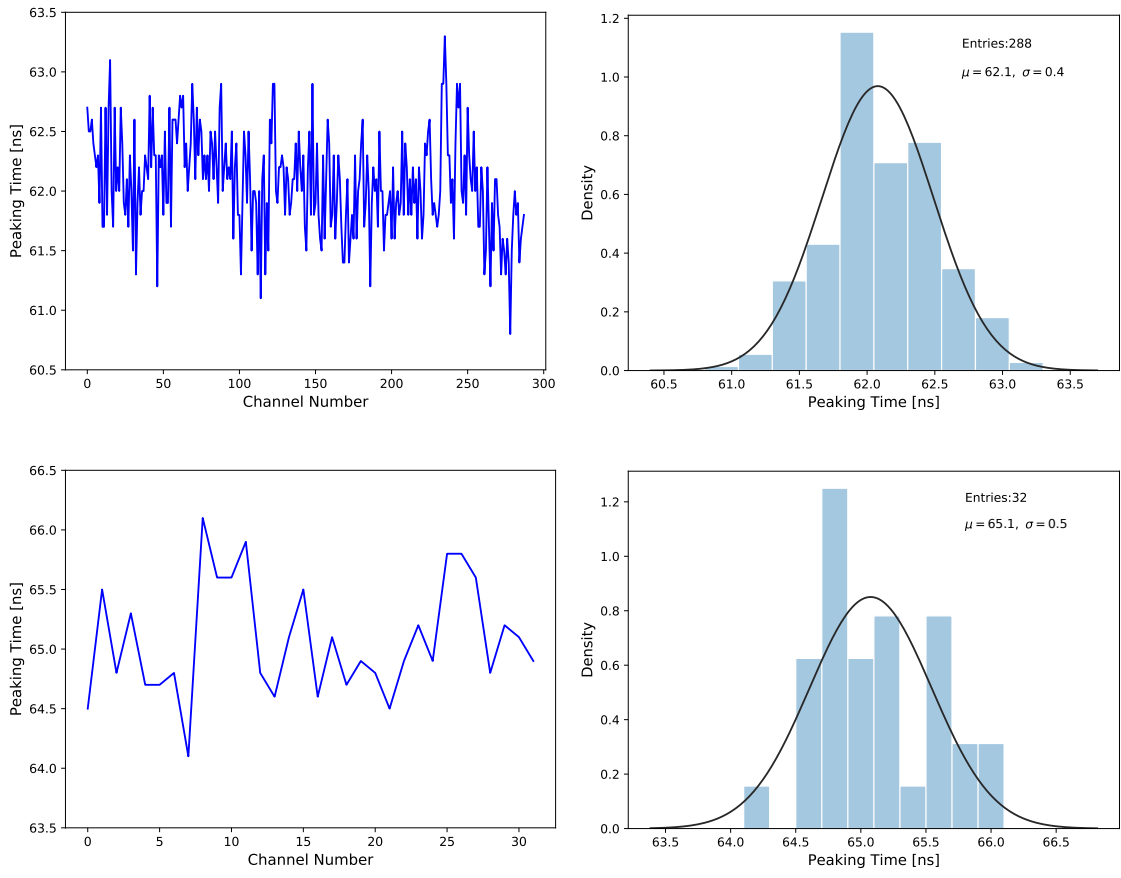 63.5
63.0
62.5
62.0
61.5
61.0
60.5
Peaking Time [ns]
0 50 100 150 200 250 300
Channel Number
1.2
1.0
0.8
0.6
0.4
0.2
0.0
Density
Entries:288
μ = 62.1, σ = 0.4
60.5 61.0 61.5 62.0 62.5 63.0 63.5
Peaking Time [ns]
66.5
66.0
65.5
65.0
64.5
64.0
63.5
Peaking Time [ns]
0 5 10 15 20 25 30
Channel Number
1.2
1.0
0.8
0.6
0.4
0.2
0.0
Density
Entries:32
μ = 65.1, σ = 0.5
63.5 64.0 64.5 65.0 65.5 66.0 66.5
Peaking Time [ns]